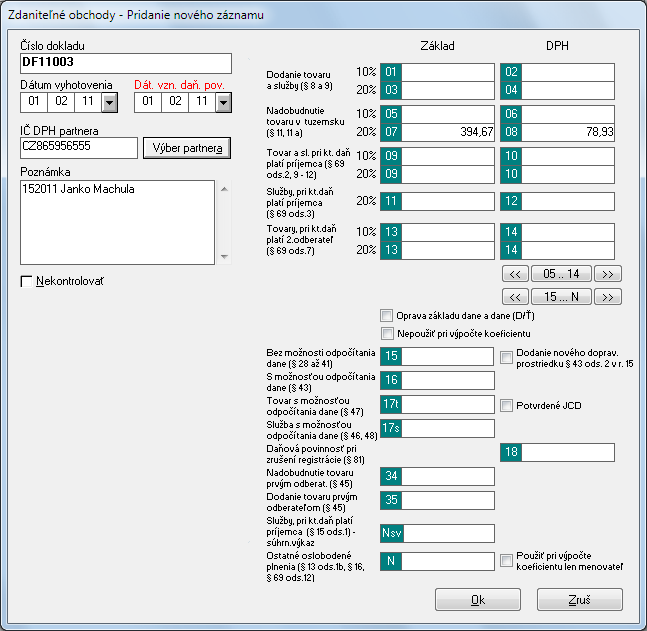 Zdaniteľné obchody - Pridanie nového záznamu
Číslo dokladu
DF11003
Dátum vyhotovenia Dát. vzn. daň. pov.
01 02 11 01 02 11
IČ DPH partnera
CZ865956555 Výber partnera
Poznámka
152011 Janko Machula
Nekontrolovať
Základ DPH
Dodanie tovaru
a služby (§ 8 a 9)
10% 01 02
20% 03 04
Nadobudnutie
tovaru v tuzemsku
(§ 11, 11 a)
10% 05 06
20% 07 394,67 08 78,93
Tovar a sl. pri kt. daň
platí príjemca (§ 69
ods.2, 9 - 12)
10% 09 10
20% 09 10
Služby, pri kt.daň
platí príjemca
(§ 69 ods.3)
20% 11 12
Tovary, pri kt.daň
platí 2.odberateľ
(§ 69 ods.7)
10% 13 14
20% 13 14
<< 05 .. 14 >>
<< 15 ... N >>
Oprava základu dane a dane (D/Ť)
Nepoužiť pri výpočte koeficientu
Bez možnosti odpočítania
dane (§ 28 až 41)
15
Dodanie nového doprav.
prostriedku § 43 ods. 2 v r. 15
S možnosťou odpočítania
dane (§ 43)
16
Tovar s možnosťou
odpočítania dane (§ 47)
17t
Potvrdené JCD
Služba s možnosťou
odpočítania dane (§ 46, 48)
17s
Daňová povinnosť pri
zrušení registrácie (§ 81)
18
Nadobudnutie tovaru
prvým odberat. (§ 45)
34
Dodanie tovaru prvým
odberateľom (§ 45)
35
Služby, pri kt.daň platí
príjemca (§ 15 ods.1) -
súhrn.výkaz
Nsv
Ostatné oslobodené
plnenia (§ 13 ods.1b, § 16,
§ 69 ods.12)
N
Použiť pri výpočte
koeficientu len menovateľ
Ok Zruš